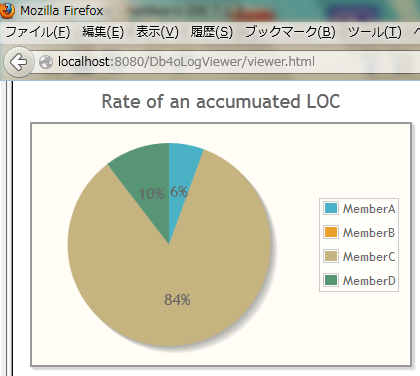 Mozilla Firefox
ファイル(F) 編集(E) 表示(V) 履歴(S) ブックマーク(B) ツール(T)
localhost:8080/Db4oLogViewer/viewer.html
Rate of an accumuated LOC
10% 6%
84%
MemberA
MemberB
MemberC
MemberD